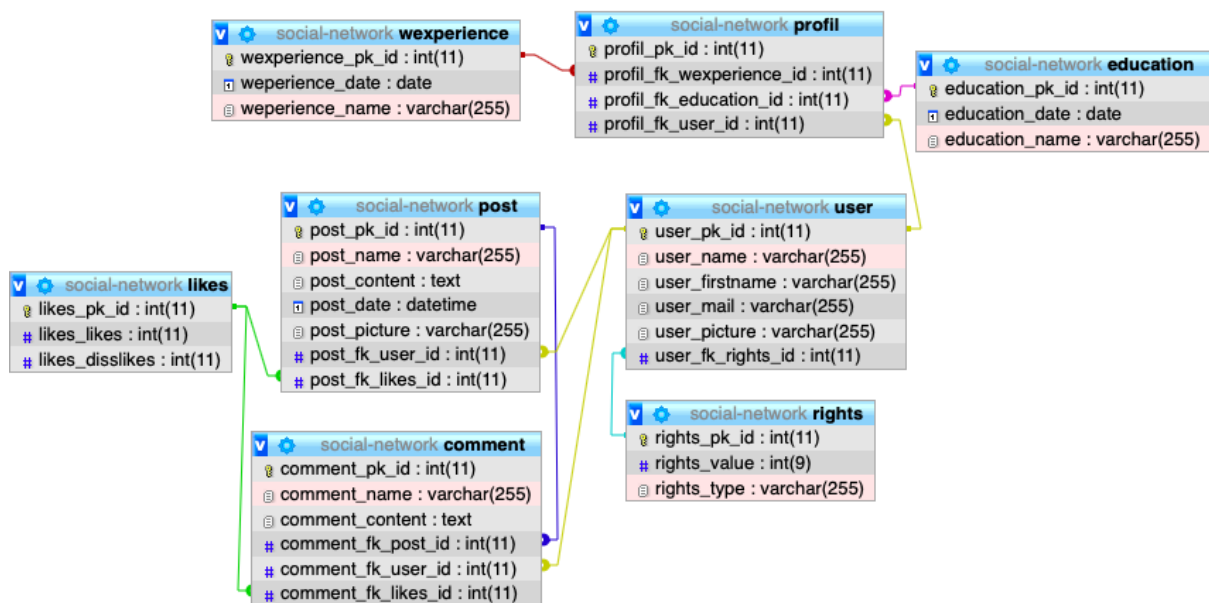 social-network wexperience
wexperience_pk_id : int(11)
weperience_date : date
weperience_name : varchar(255)
social-network profil
profil_pk_id : int(11)
profil_fk_wexperience_id : int(11)
profil_fk_education_id : int(11)
profil_fk_user_id : int(11)
social-network education
education_pk_id : int(11)
education_date : date
education_name : varchar(255)
social-network post
post_pk_id : int(11)
post_name : varchar(255)
post_content : text
post_date : datetime
post_picture : varchar(255)
post_fk_user_id : int(11)
post_fk_likes_id : int(11)
social-network user
user_pk_id : int(11)
user_name : varchar(255)
user_firstname : varchar(255)
user_mail : varchar(255)
user_picture : varchar(255)
user_fk_rights_id : int(11)
social-network likes
likes_pk_id : int(11)
likes_likes : int(11)
likes_disslikes : int(11)
social-network rights
rights_pk_id : int(11)
rights_value : int(9)
rights_type : varchar(255)
social-network comment
comment_pk_id : int(11)
comment_name : varchar(255)
comment_content : text
comment_fk_post_id : int(11)
comment_fk_user_id : int(11)
comment_fk_likes_id : int(11)